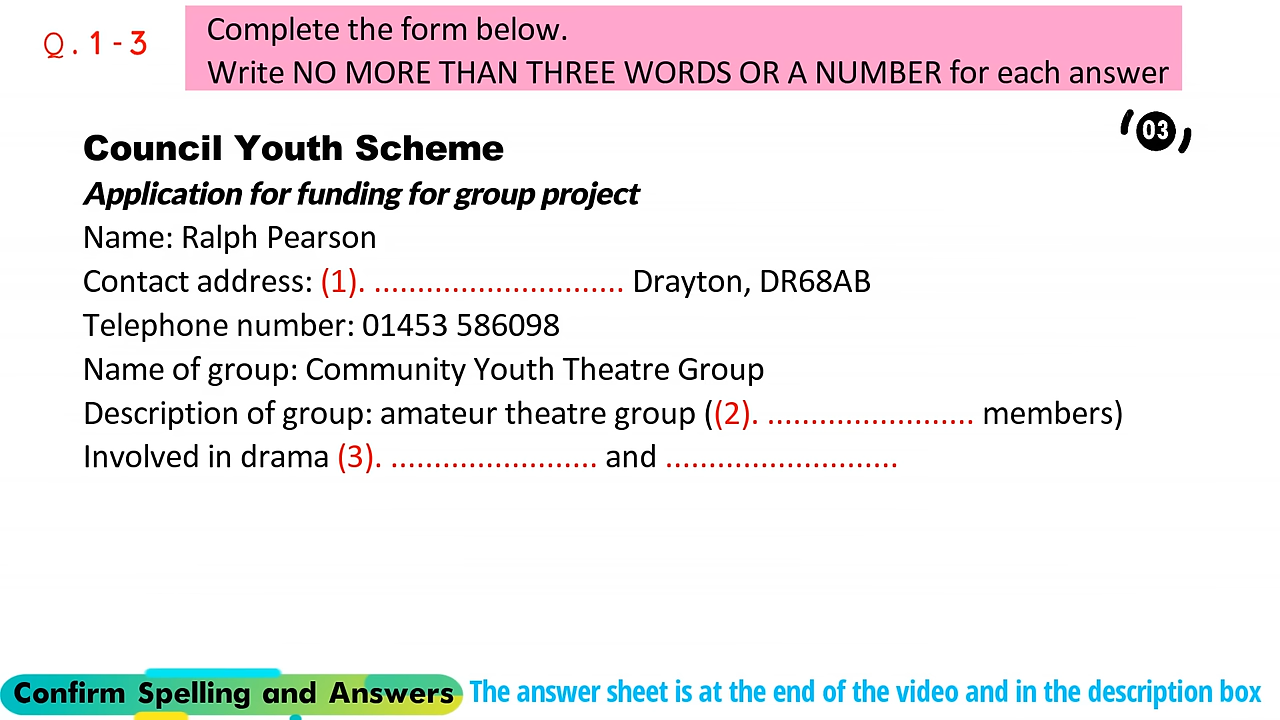 Q.1-3
Complete the form below.
Write NO MORE THAN THREE WORDS OR A NUMBER for each answer
03
Council Youth Scheme
Application for funding for group project
Name: Ralph Pearson
Contact address: (1). ............................. Drayton, DR68AB
Telephone number: 01453 586098
Name of group: Community Youth Theatre Group
Description of group: amateur theatre group ((2). ........................ members)
Involved in drama (3). ........................ and ...........................
Confirm Spelling and Answers The answer sheet is at the end of the video and in the description box